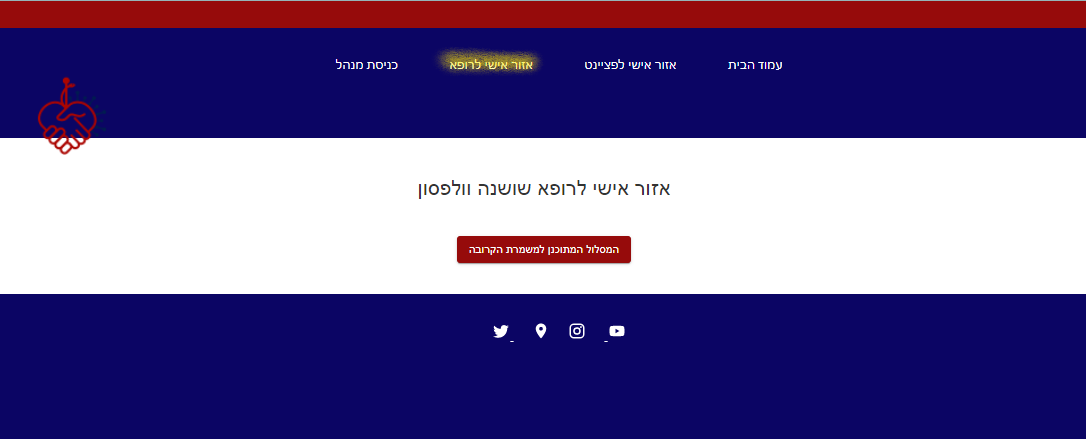 עמוד הבית אזור אישי לפציינט אזור אישי לרופא כניסת מנהל
אזור אישי לרופא שושנה וולפסון
המסלול המתוכנן למשמרת הקרובה